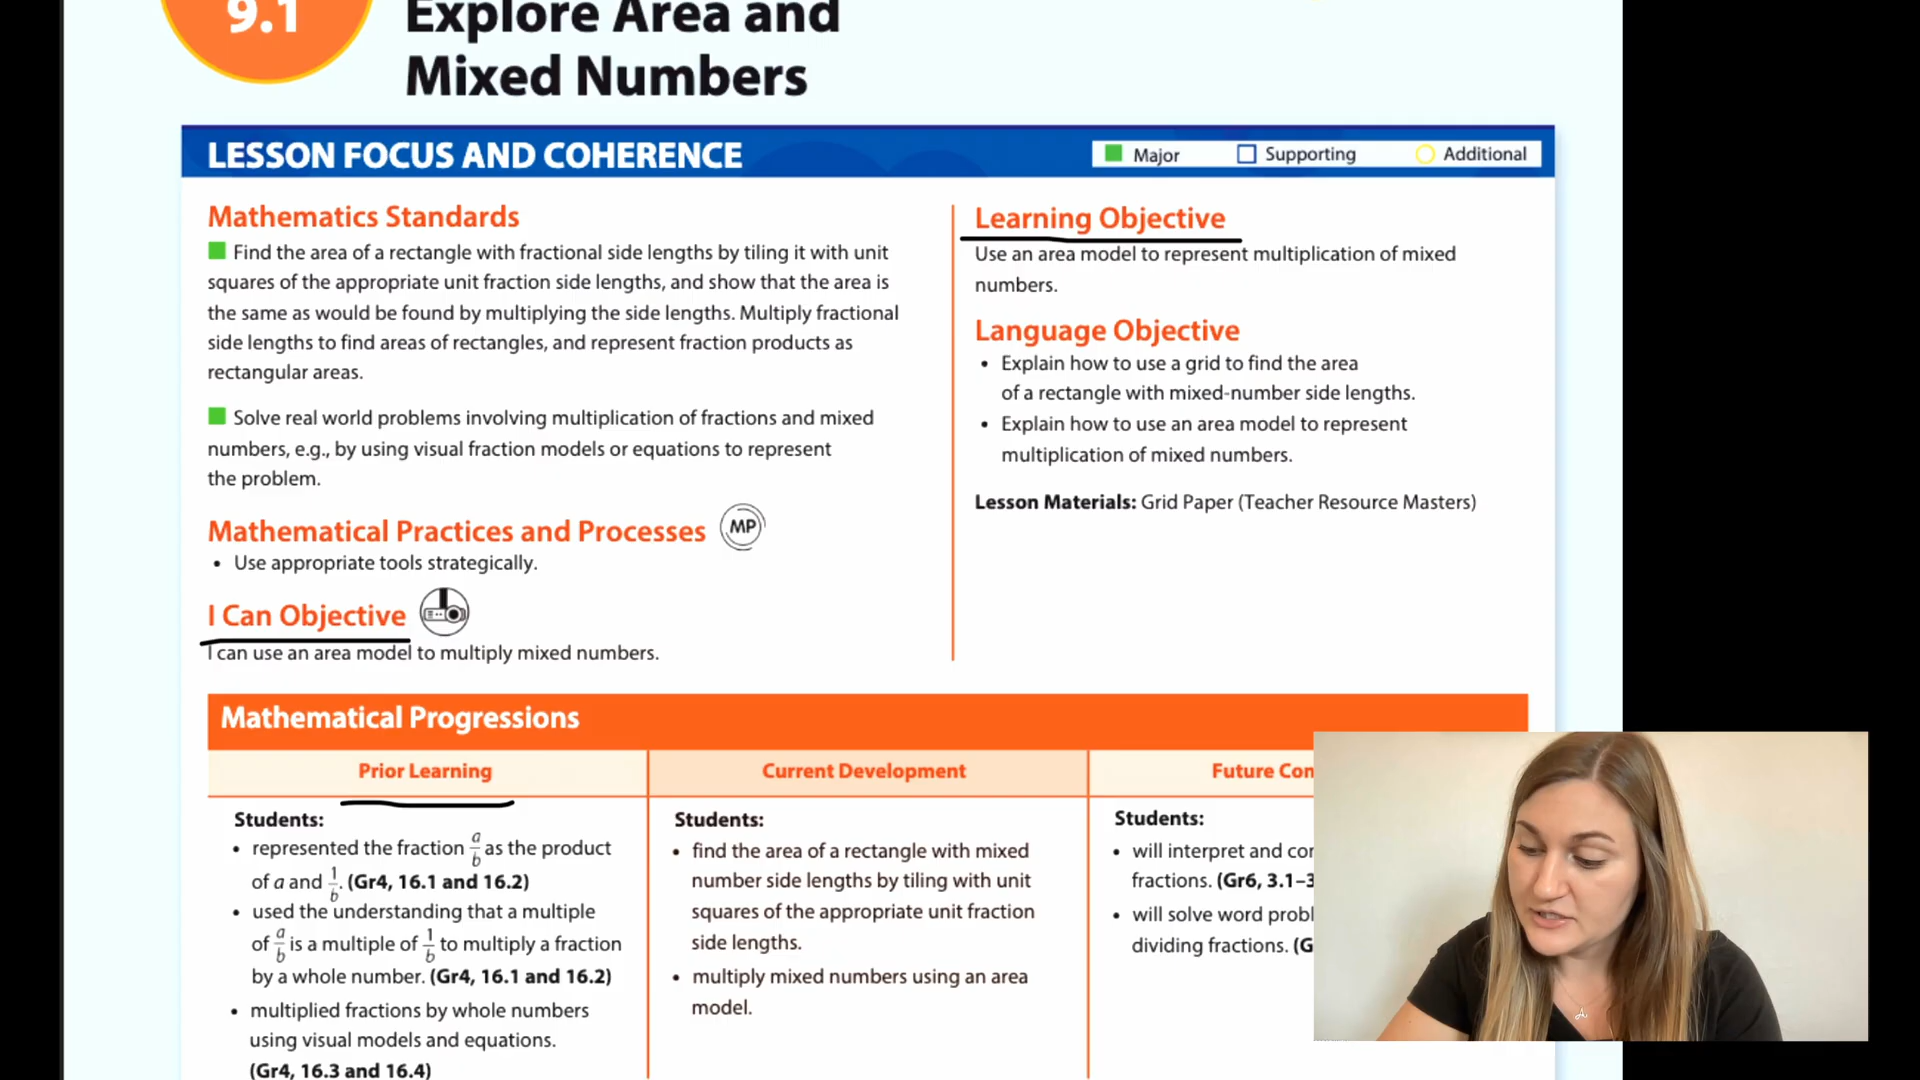 9.1
Explore Area and
Mixed Numbers
LESSON FOCUS AND COHERENCE
Major
Supporting
Additional
Mathematics Standards
Find the area of a rectangle with fractional side lengths by tiling it with unit
squares of the appropriate unit fraction side lengths, and show that the area is
the same as would be found by multiplying the side lengths. Multiply fractional
side lengths to find areas of rectangles, and represent fraction products as
rectangular areas.
Solve real world problems involving multiplication of fractions and mixed
numbers, e.g., by using visual fraction models or equations to represent
the problem.
Mathematical Practices and Processes
MP
• Use appropriate tools strategically.
I Can Objective
I can use an area model to multiply mixed numbers.
Learning Objective
Use an area model to represent multiplication of mixed
numbers.
Language Objective
• Explain how to use a grid to find the area
of a rectangle with mixed-number side lengths.
• Explain how to use an area model to represent
multiplication of mixed numbers.
Lesson Materials: Grid Paper (Teacher Resource Masters)
Mathematical Progressions
Prior Learning
Students:
• represented the fraction a/b as the product
of a and 1/b. (Gr4, 16.1 and 16.2)
• used the understanding that a multiple
of a/b is a multiple of 1/b to multiply a fraction
by a whole number. (Gr4, 16.1 and 16.2)
• multiplied fractions by whole numbers
using visual models and equations.
(Gr4, 16.3 and 16.4)
Current Development
Students:
• find the area of a rectangle with mixed
number side lengths by tiling with unit
squares of the appropriate unit fraction
side lengths.
• multiply mixed numbers using an area
model.
Future Con
Students:
• will interpret and cor
fractions. (Gr6, 3.1–3
• will solve word probl
dividing fractions. (G